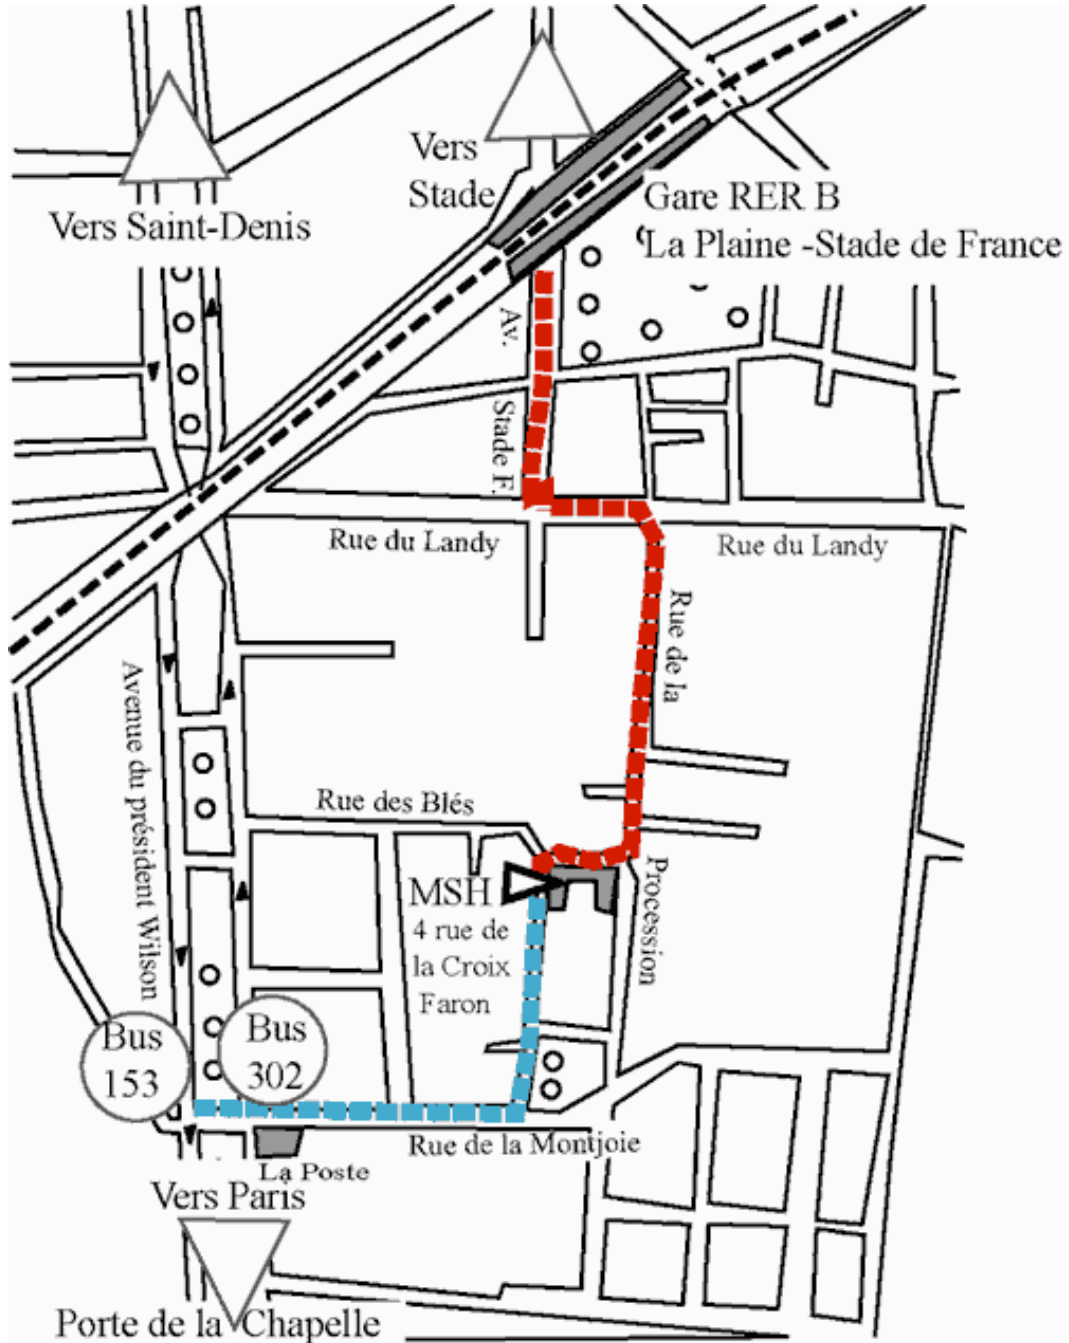 Vers
Stade
Vers Saint-Denis
Gare RER B
La Plaine -Stade de France
Av.
Stade F.
Rue du Landy
Rue du Landy
Rue de la
Procession
Avenue du président Wilson
Rue des Blés
MSH
4 rue de
la Croix
Faron
Bus
153
Bus
302
Rue de la Montjoie
La Poste
Vers Paris
Porte de la Chapelle